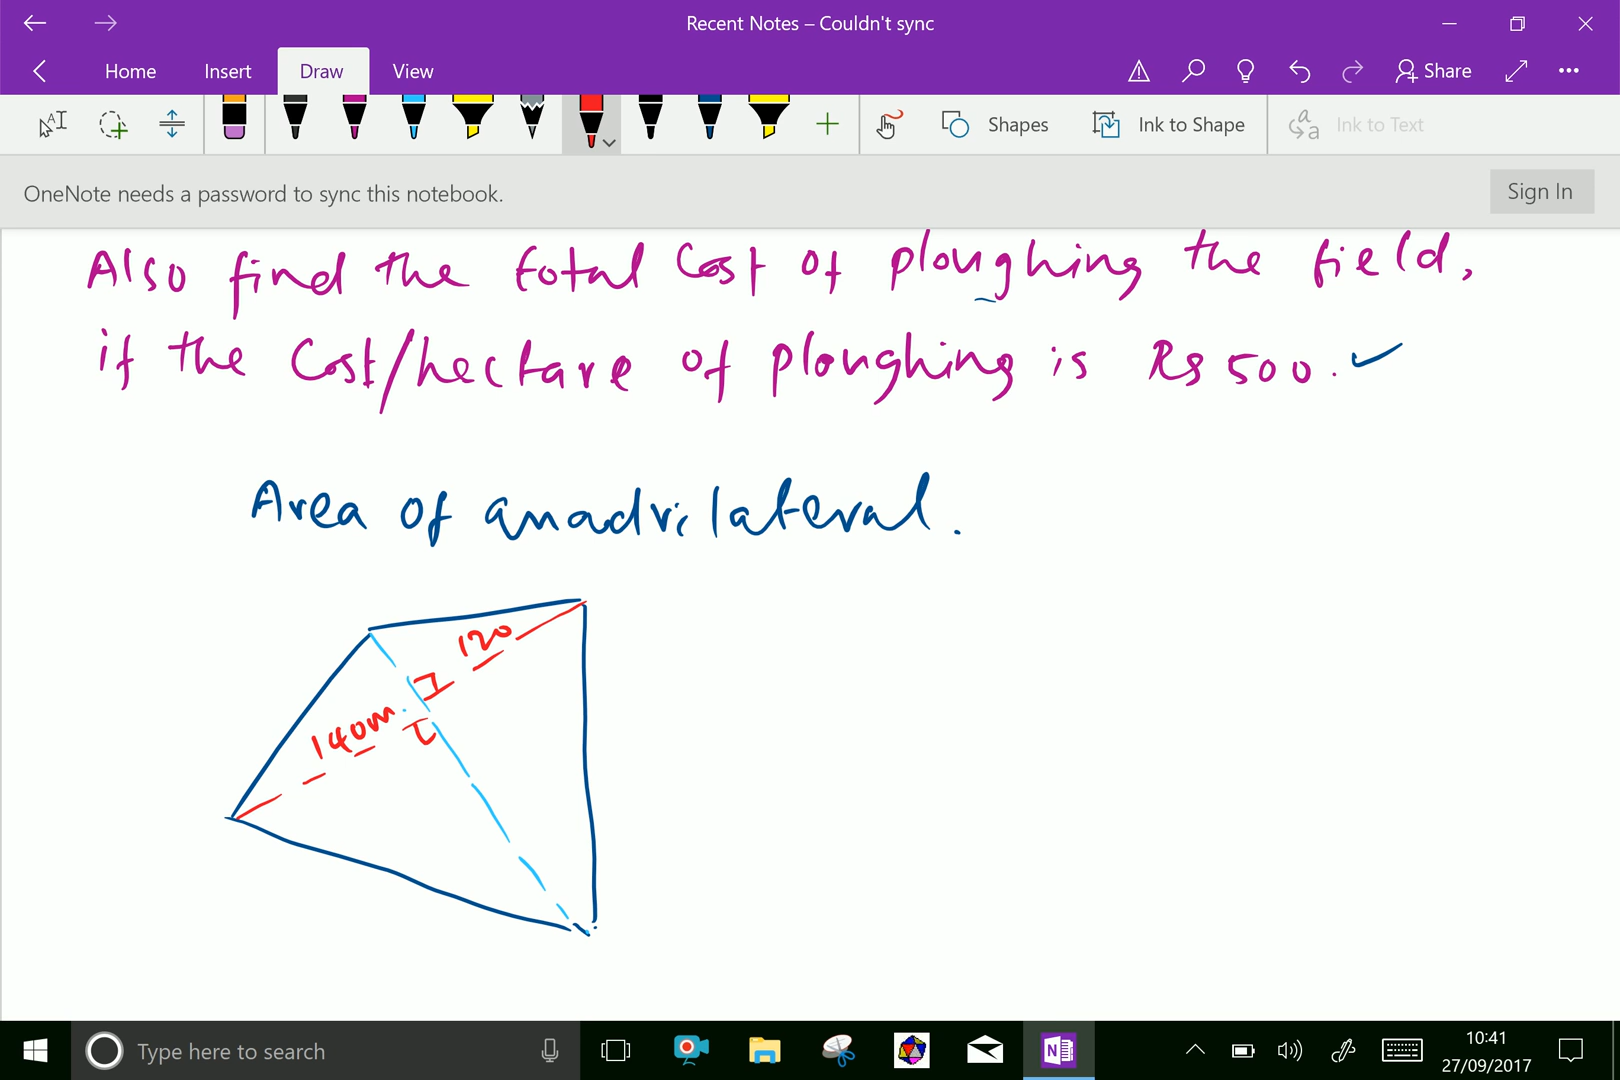 Recent Notes – Couldn't sync
Home Insert Draw View Share
Shapes Ink to Shape Ink to Text
OneNote needs a password to sync this notebook. Sign In
Also find the total cost of ploughing the field,
if the cost/hectare of ploughing is Rs 500.
Area of quadrilateral.
120
140m
Type here to search
10:41
27/09/2017